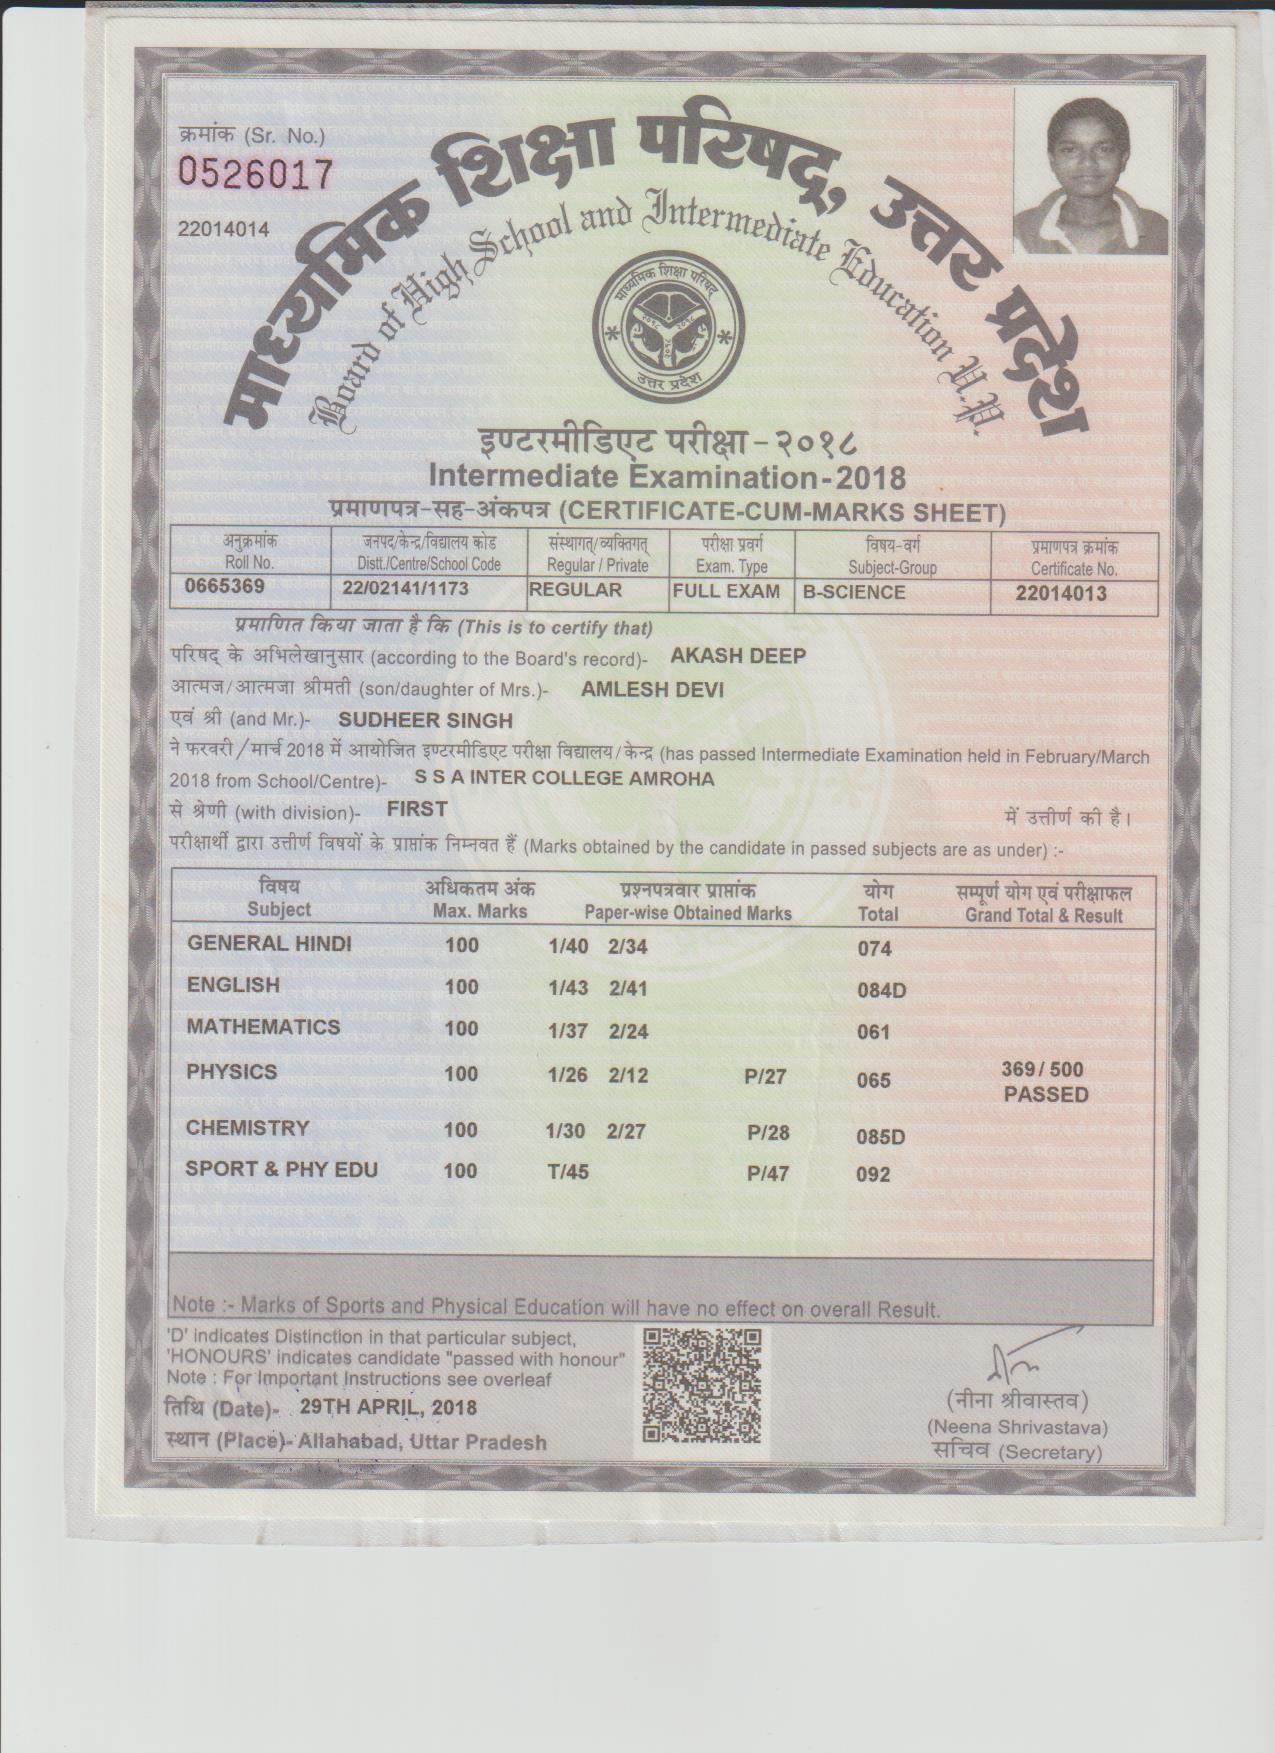 क्रमांक (Sr. No.)
0526017
22014014
माध्यमिक शिक्षा परिषद्, उत्तर प्रदेश
Board of High School and Intermediate Education U.P.
माध्यमिक शिक्षा परिषद्
२०१८ २०१८
२०१८
उत्तर प्रदेश
इण्टरमीडिएट परीक्षा - २०१८
Intermediate Examination - 2018
प्रमाणपत्र-सह-अंकपत्र (CERTIFICATE-CUM-MARKS SHEET)
अनुक्रमांक जनपद/केन्द्र/विद्यालय कोड संस्थागत्/व्यक्तिगत् परीक्षा प्रवर्ग विषय-वर्ग प्रमाणपत्र क्रमांक
Roll No. Distt./Centre/School Code Regular / Private Exam. Type Subject-Group Certificate No.
0665369 22/02141/1173 REGULAR FULL EXAM B-SCIENCE 22014013
प्रमाणित किया जाता है कि (This is to certify that)
परिषद् के अभिलेखानुसार (according to the Board's record)- AKASH DEEP
आत्मज/आत्मजा श्रीमती (son/daughter of Mrs.)- AMLESH DEVI
एवं श्री (and Mr.)- SUDHEER SINGH
ने फरवरी/मार्च 2018 में आयोजित इण्टरमीडिएट परीक्षा विद्यालय/केन्द्र (has passed Intermediate Examination held in February/March
2018 from School/Centre)- S S A INTER COLLEGE AMROHA
से श्रेणी (with division)- FIRST में उत्तीर्ण की है।
परीक्षार्थी द्वारा उत्तीर्ण विषयों के प्राप्तांक निम्नवत हैं (Marks obtained by the candidate in passed subjects are as under) :-
विषय अधिकतम अंक प्रश्नपत्रवार प्राप्तांक योग सम्पूर्ण योग एवं परीक्षाफल
Subject Max. Marks Paper-wise Obtained Marks Total Grand Total & Result
GENERAL HINDI 100 1/40 2/34 074
ENGLISH 100 1/43 2/41 084D
MATHEMATICS 100 1/37 2/24 061
PHYSICS 100 1/26 2/12 P/27 065 369/ 500
PASSED
CHEMISTRY 100 1/30 2/27 P/28 085D
SPORT & PHY EDU 100 T/45 P/47 092
Note :- Marks of Sports and Physical Education will have no effect on overall Result.
'D' indicates Distinction in that particular subject,
'HONOURS' indicates candidate "passed with honour"
Note : For Important Instructions see overleaf
तिथि (Date)- 29TH APRIL, 2018
स्थान (Place)- Allahabad, Uttar Pradesh
(नीना श्रीवास्तव)
(Neena Shrivastava)
सचिव (Secretary)